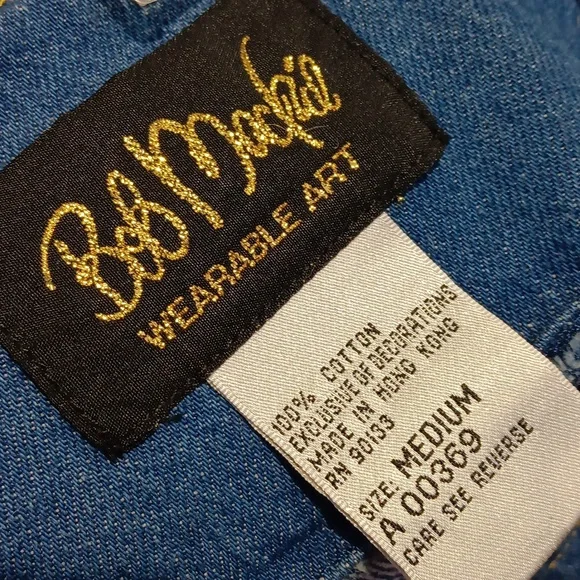 Bob Mackie
WEARABLE ART
100% COTTON
EXCLUSIVE OF DECORATIONS
MADE IN HONG KONG
RN 90133
SIZE: MEDIUM
A 00369
CARE SEE REVERSE